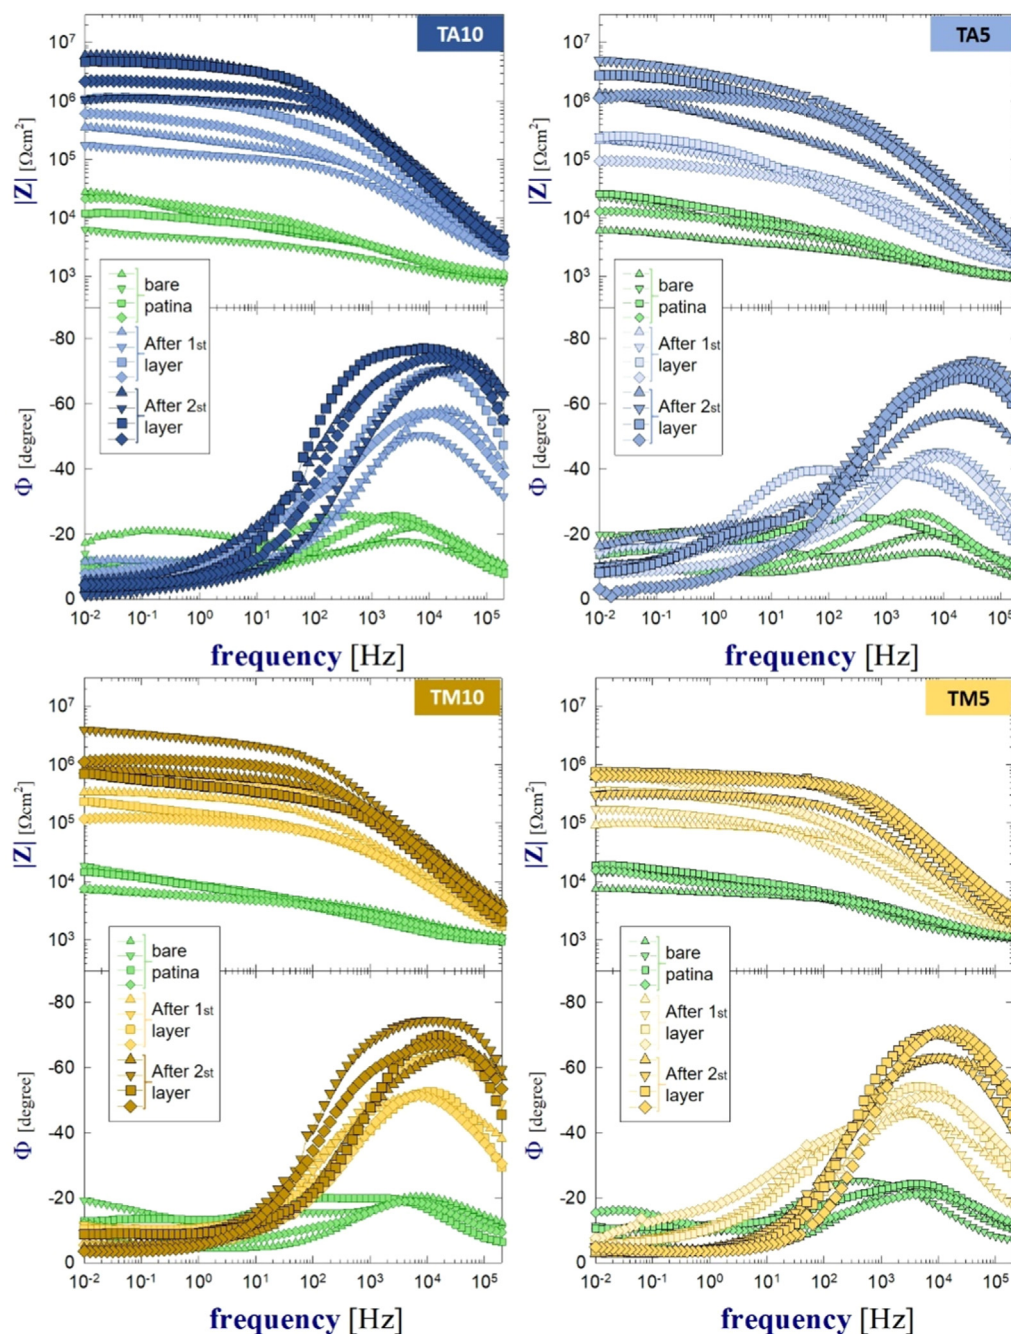 TA10
10⁷
10⁶
10⁵
10⁴
10³
|Z| [Ωcm²]
bare
patina
After 1st
layer
After 2st
layer
-80
-60
-40
-20
0
Φ [degree]
10⁻² 10⁻¹ 10⁰ 10¹ 10² 10³ 10⁴ 10⁵
frequency [Hz]
TA5
10⁷
10⁶
10⁵
10⁴
10³
|Z| [Ωcm²]
bare
patina
After 1st
layer
After 2st
layer
-80
-60
-40
-20
0
Φ [degree]
10⁻² 10⁻¹ 10⁰ 10¹ 10² 10³ 10⁴ 10⁵
frequency [Hz]
TM10
10⁷
10⁶
10⁵
10⁴
10³
|Z| [Ωcm²]
bare
patina
After 1st
layer
After 2st
layer
-80
-60
-40
-20
0
Φ [degree]
10⁻² 10⁻¹ 10⁰ 10¹ 10² 10³ 10⁴ 10⁵
frequency [Hz]
TM5
10⁷
10⁶
10⁵
10⁴
10³
|Z| [Ωcm²]
bare
patina
After 1st
layer
After 2st
layer
-80
-60
-40
-20
0
Φ [degree]
10⁻² 10⁻¹ 10⁰ 10¹ 10² 10³ 10⁴ 10⁵
frequency [Hz]